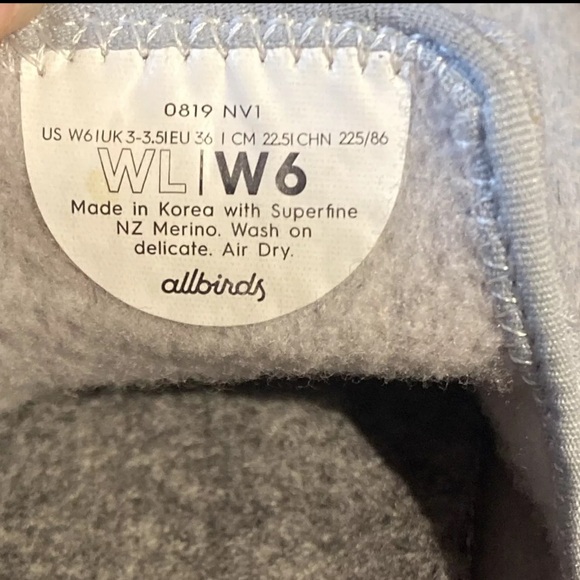 0819 NV1
US W6|UK 3-3.5|EU 36 | CM 22.5|CHN 225/86
WL|W6
Made in Korea with Superfine
NZ Merino. Wash on
delicate. Air Dry.
allbirds